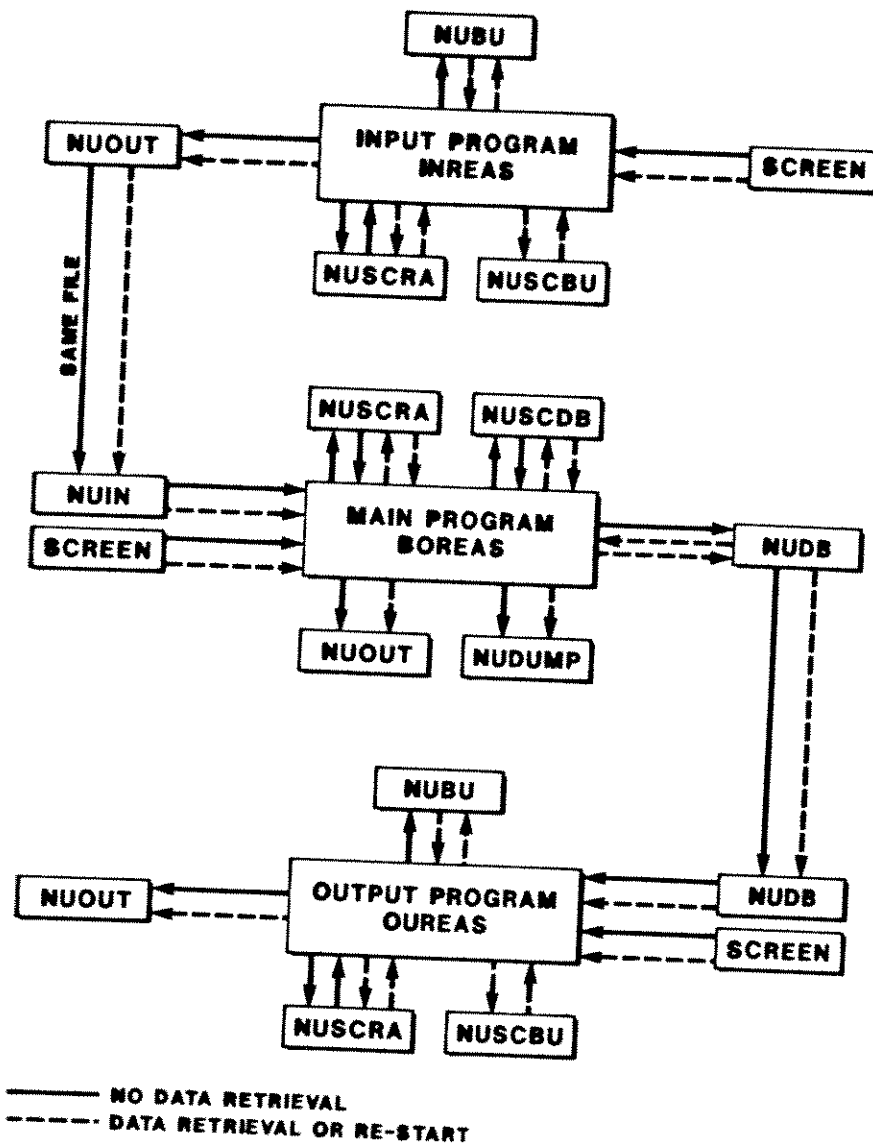 NUBU
NUOUT
INPUT PROGRAM
INREAS
SCREEN
NUSCRA
NUSCBU
SAME FILE
NUSCRA
NUSCDB
NUIN
SCREEN
MAIN PROGRAM
BOREAS
NUDB
NUOUT
NUDUMP
NUBU
NUOUT
OUTPUT PROGRAM
OUREAS
NUDB
SCREEN
NUSCRA
NUSCBU
NO DATA RETRIEVAL
DATA RETRIEVAL OR RE-START